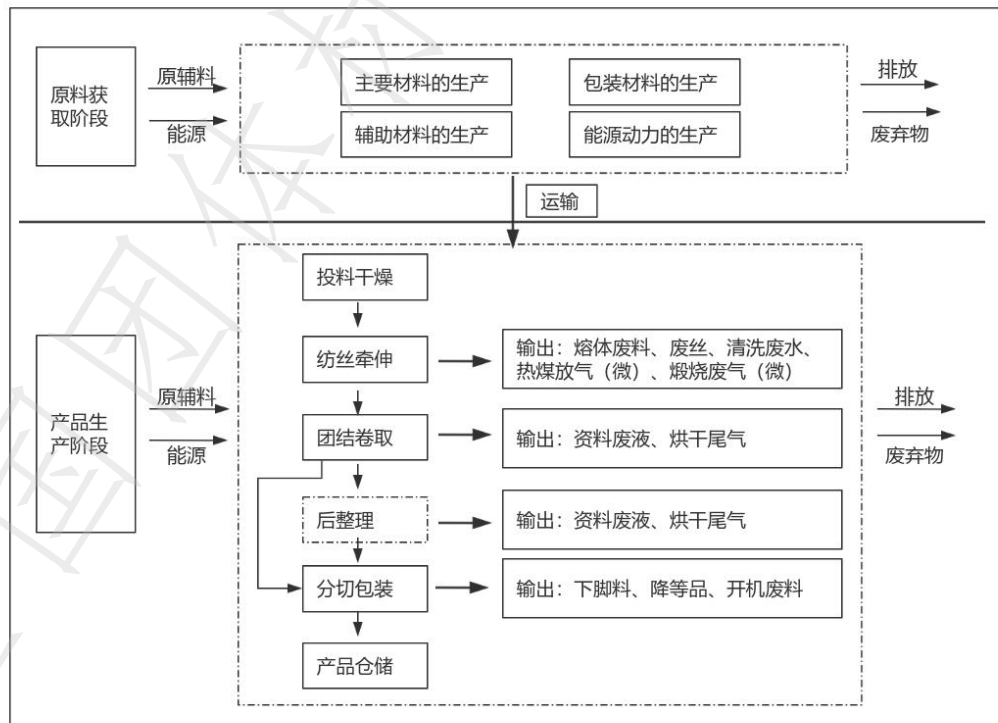 原料获
取阶段
原辅料
能源
主要材料的生产
包装材料的生产
辅助材料的生产
能源动力的生产
排放
废弃物
运输
产品生
产阶段
原辅料
能源
投料干燥
纺丝牵伸
输出：熔体废料、废丝、清洗废水、
热煤放气（微）、煅烧废气（微）
团结卷取
输出：资料废液、烘干尾气
后整理
输出：资料废液、烘干尾气
分切包装
输出：下脚料、降等品、开机废料
产品仓储
排放
废弃物